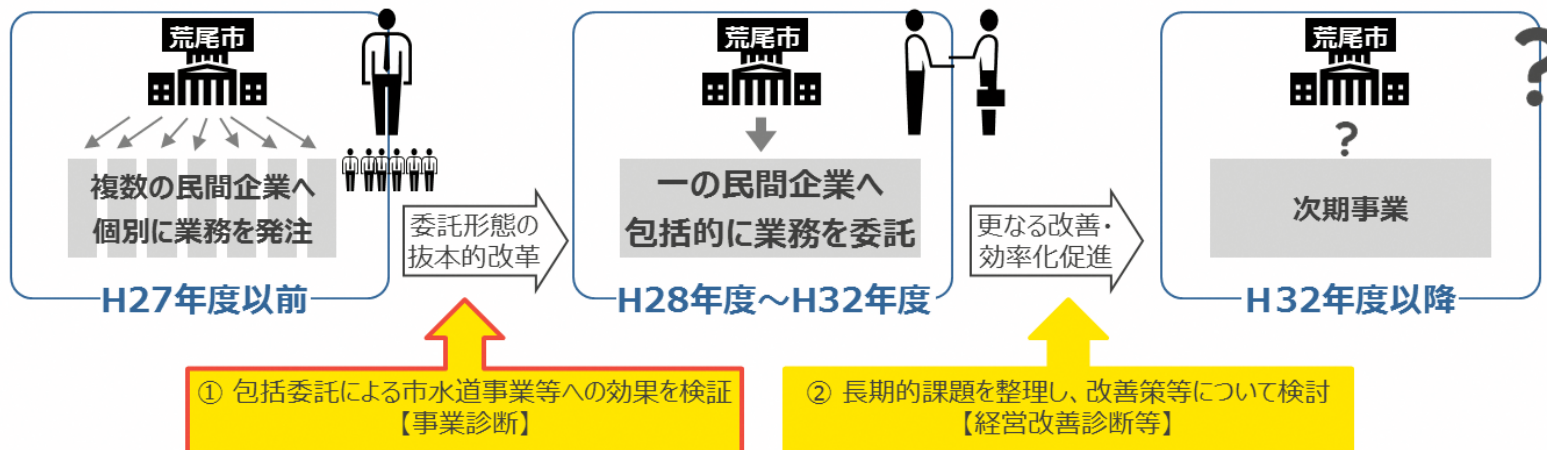 荒尾市
複数の民間企業へ
個別に業務を発注
H27年度以前
委託形態の
抜本的改革
荒尾市
一の民間企業へ
包括的に業務を委託
H28年度～H32年度
更なる改善・
効率化促進
荒尾市
?
?
次期事業
H32年度以降
① 包括委託による市水道事業等への効果を検証
【事業診断】
② 長期的課題を整理し、改善策等について検討
【経営改善診断等】